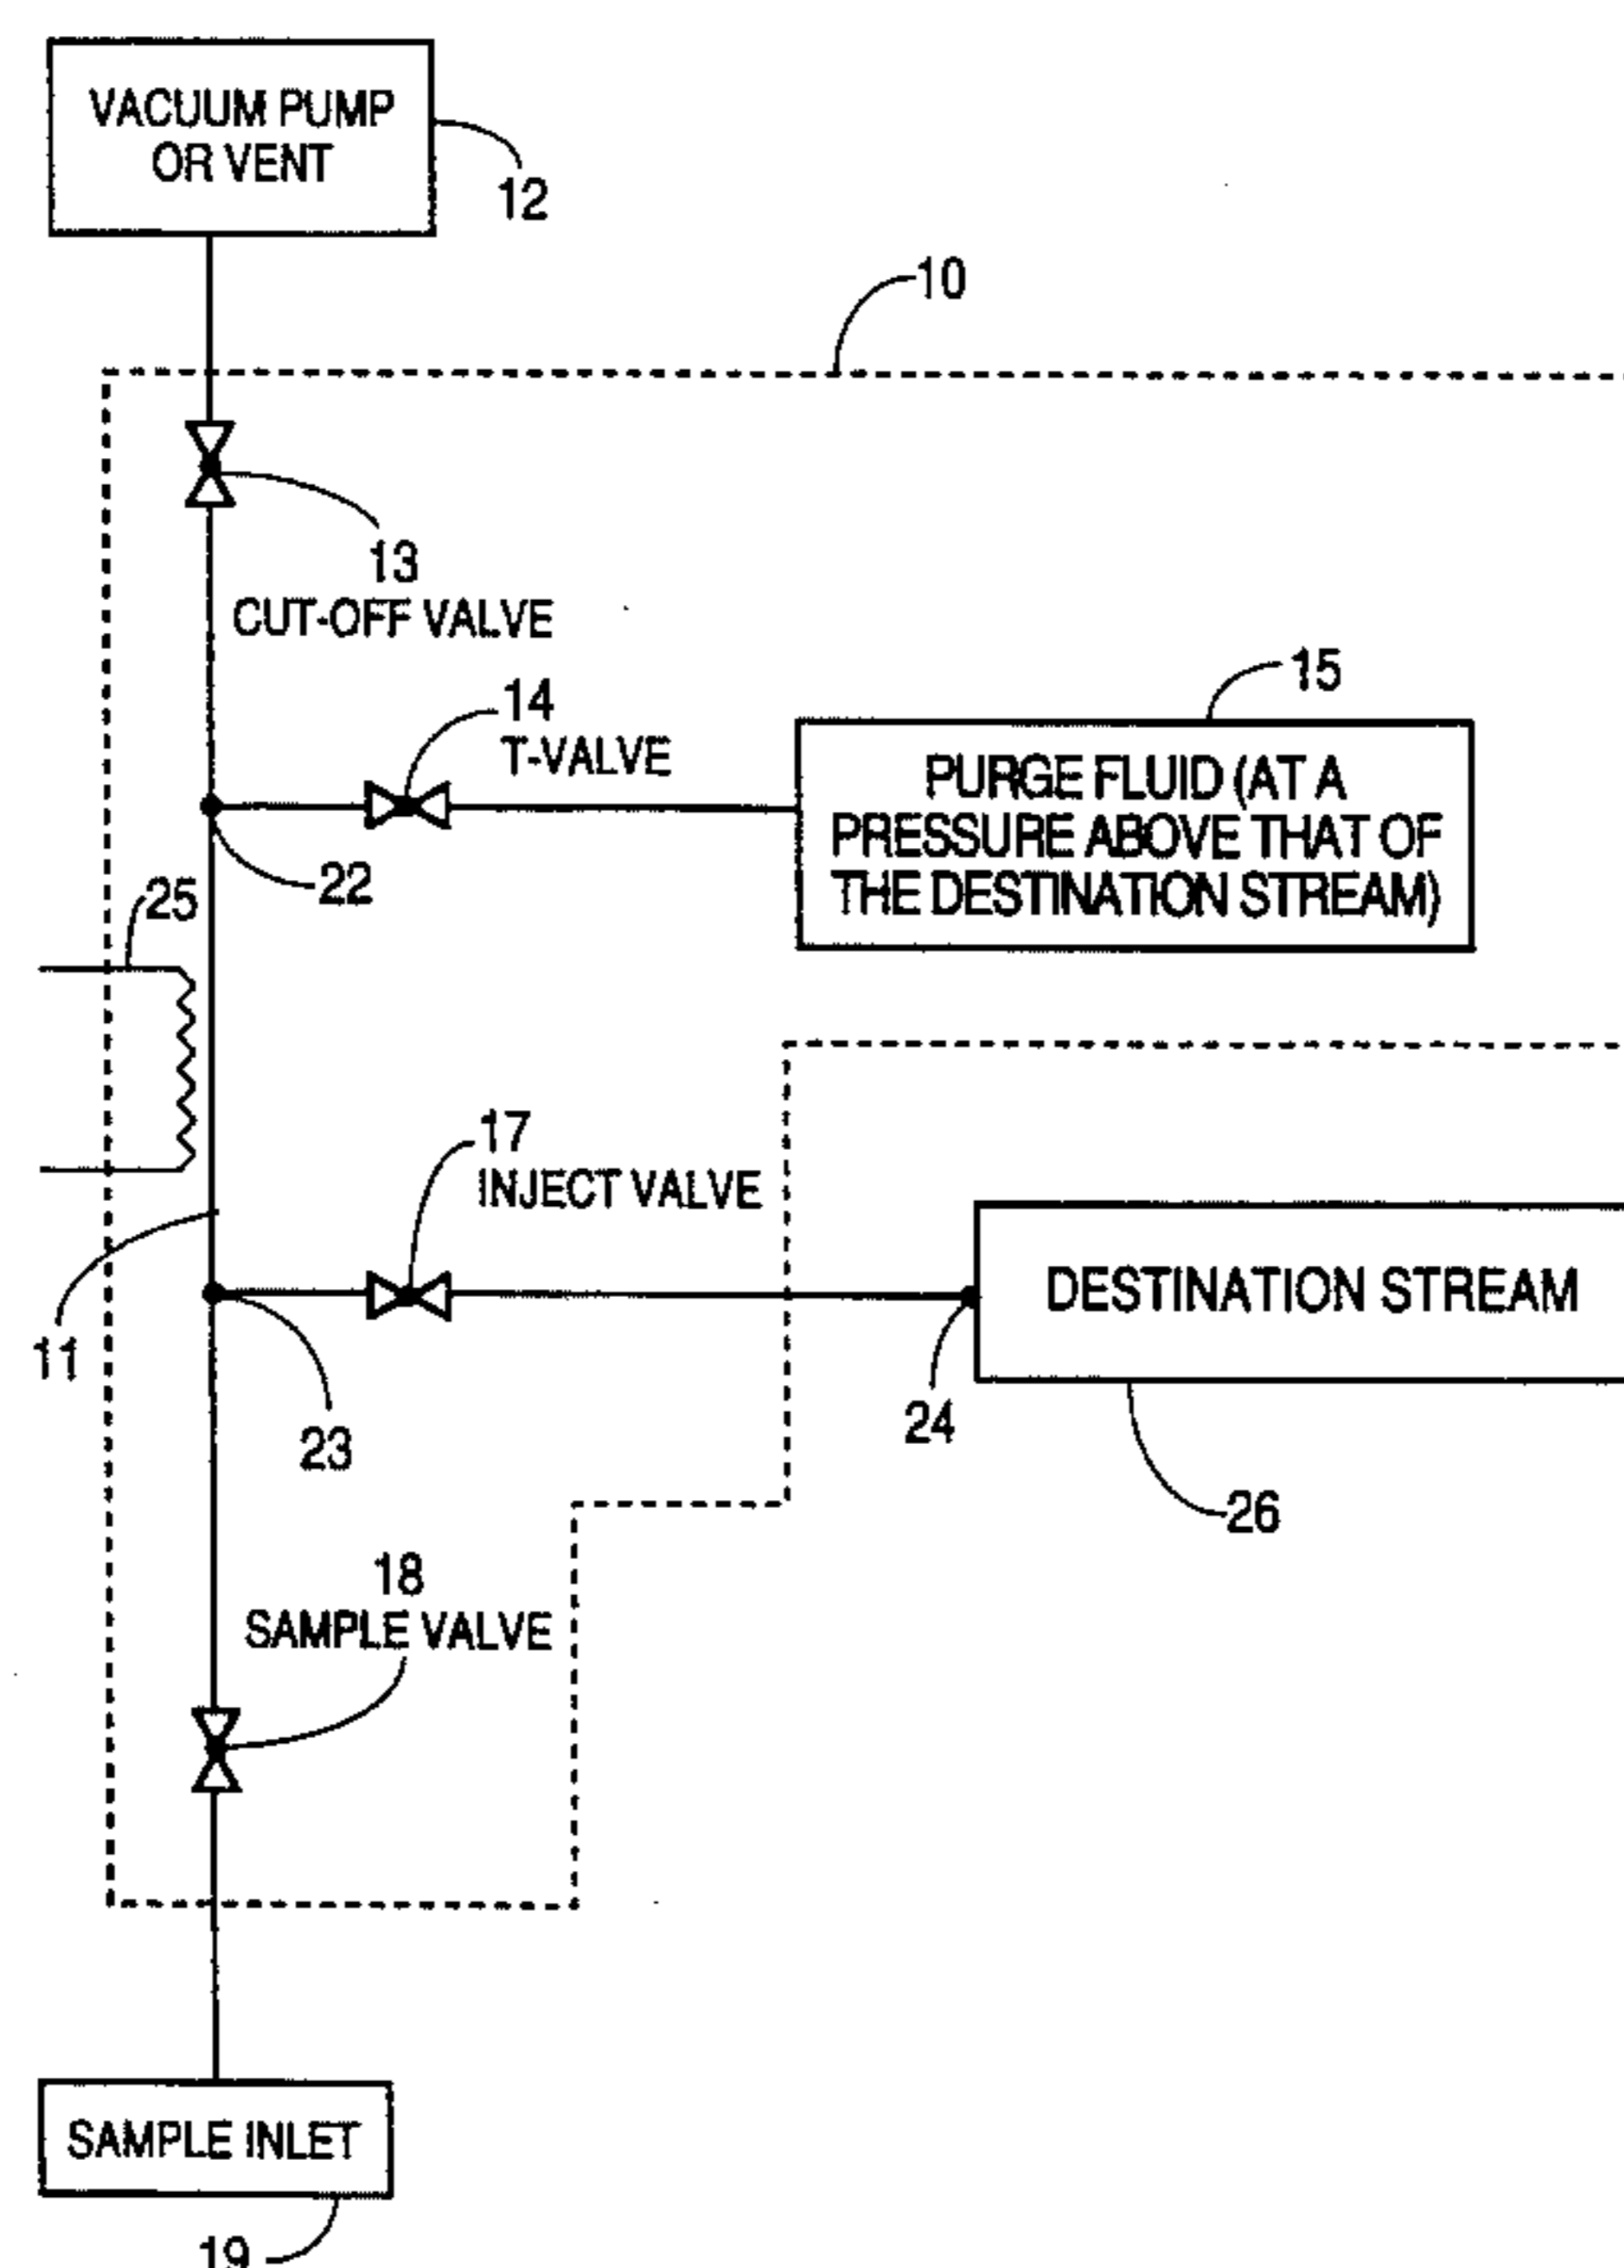 VACUUM PUMP
OR VENT
12
10
13
CUT-OFF VALVE
14
T-VALVE
15
PURGE FLUID (AT A
PRESSURE ABOVE THAT OF
THE DESTINATION STREAM)
22
25
17
INJECT VALVE
DESTINATION STREAM
11
23
24
26
18
SAMPLE VALVE
SAMPLE INLET
19